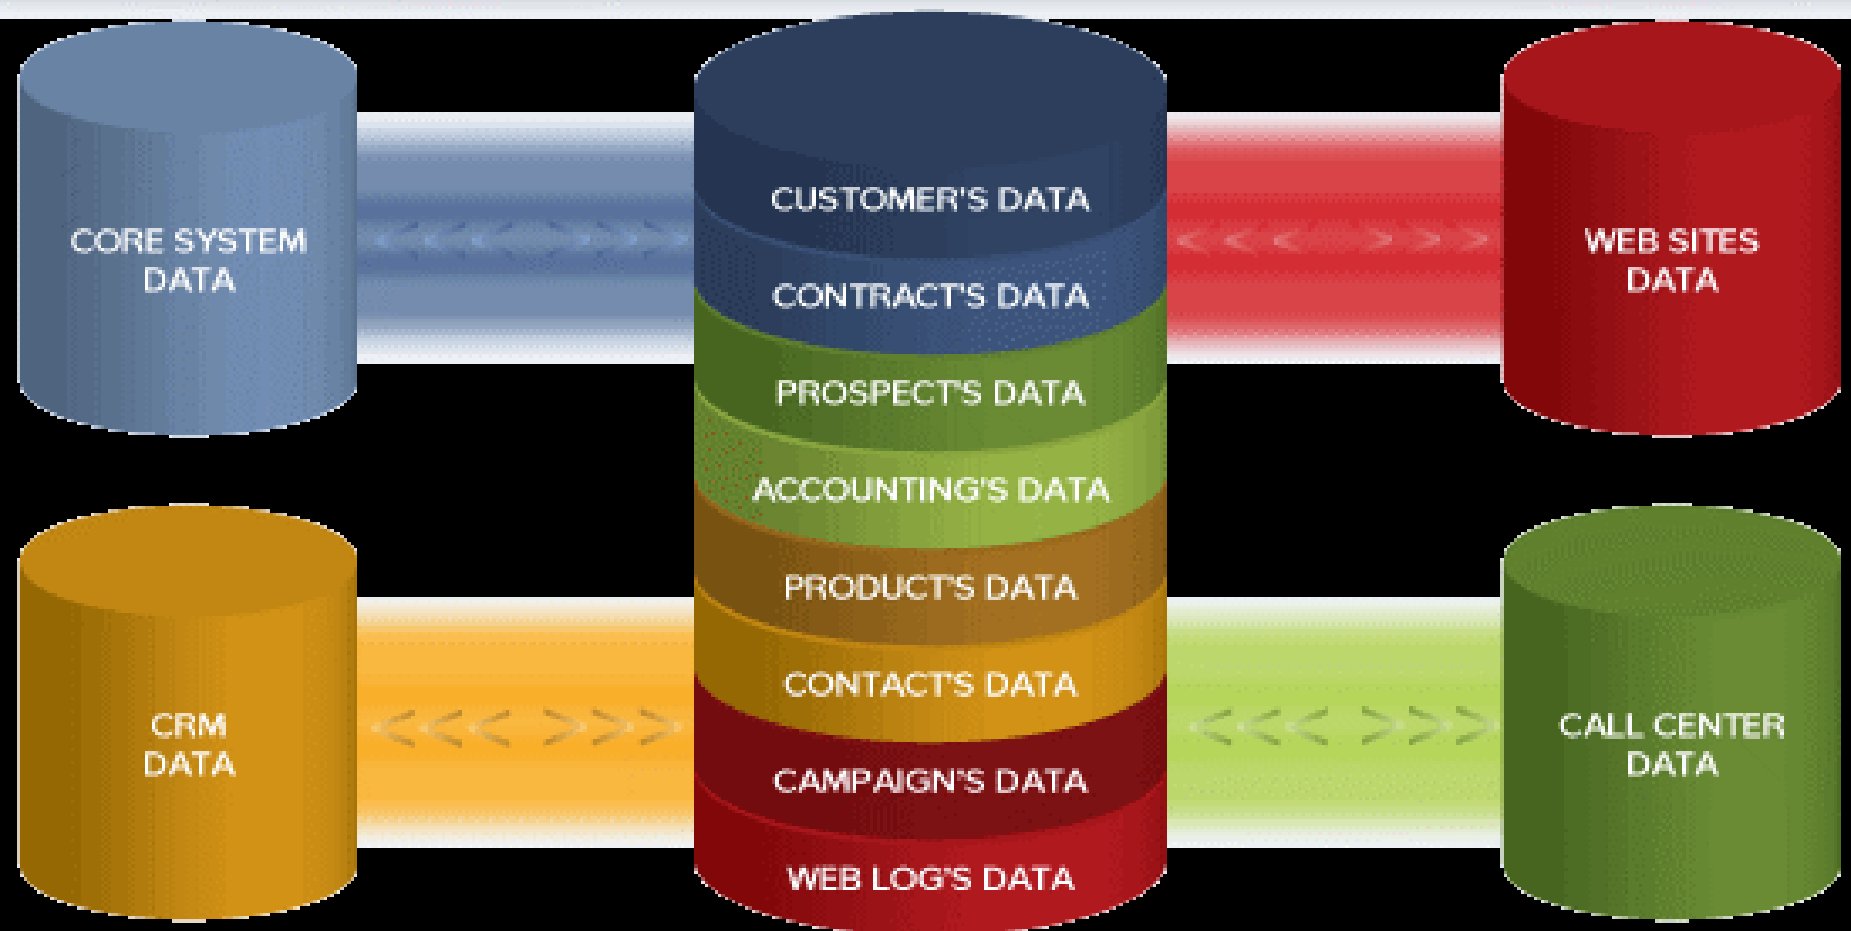 CORE SYSTEM
DATA
CRM
DATA
CUSTOMER'S DATA
CONTRACT'S DATA
PROSPECT'S DATA
ACCOUNTING'S DATA
PRODUCT'S DATA
CONTACT'S DATA
CAMPAIGN'S DATA
WEB LOG'S DATA
WEB SITES
DATA
CALL CENTER
DATA